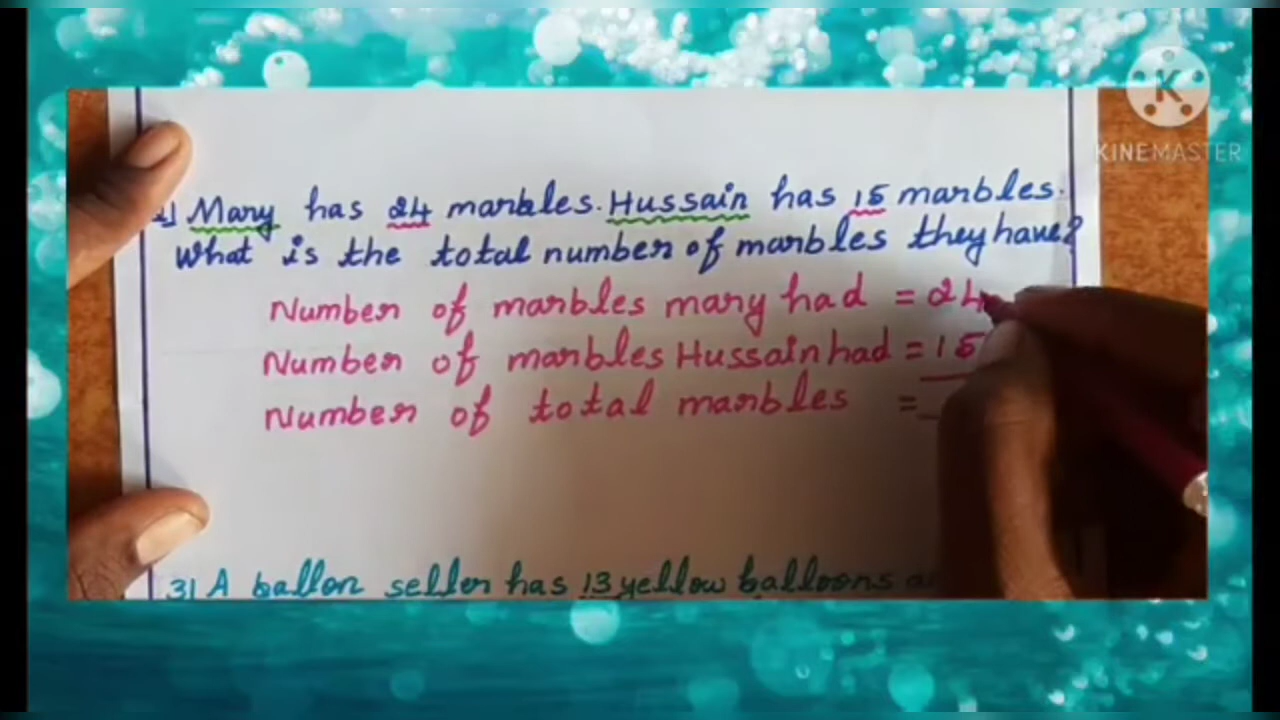 K
KINEMASTER
2) Mary has 24 marbles. Hussain has 15 marbles.
What is the total number of marbles they have?
Number of marbles mary had = 24
Number of marbles Hussain had = 15
Number of total marbles =
3) A ballon seller has 13 yellow balloons